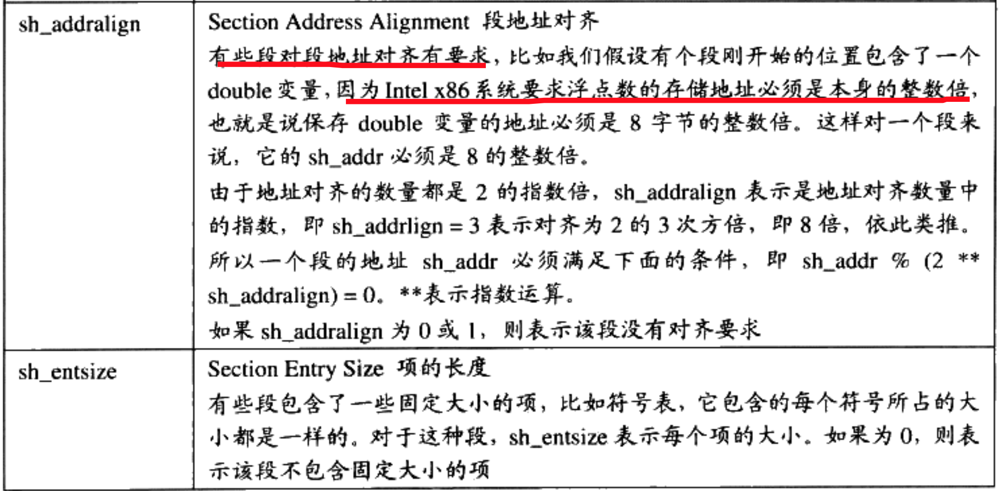 sh_addralign
Section Address Alignment 段地址对齐
有些段对段地址对齐有要求，比如我们假设有个段刚开始的位置包含了一个
double 变量，因为 Intel x86 系统要求浮点数的存储地址必须是本身的整数倍，
也就是说保存 double 变量的地址必须是 8 字节的整数倍。这样对一个段来
说，它的 sh_addr 必须是 8 的整数倍。
由于地址对齐的数量都是 2 的指数倍，sh_addralign 表示是地址对齐数量中
的指数，即 sh_addrlign = 3 表示对齐为 2 的 3 次方倍，即 8 倍，依此类推。
所以一个段的地址 sh_addr 必须满足下面的条件，即 sh_addr % (2 **
sh_addralign) = 0。**表示指数运算。
如果 sh_addralign 为 0 或 1，则表示该段没有对齐要求
sh_entsize
Section Entry Size 项的长度
有些段包含了一些固定大小的项，比如符号表，它包含的每个符号所占的大
小都是一样的。对于这种段，sh_entsize 表示每个项的大小。如果为 0，则表
示该段不包含固定大小的项